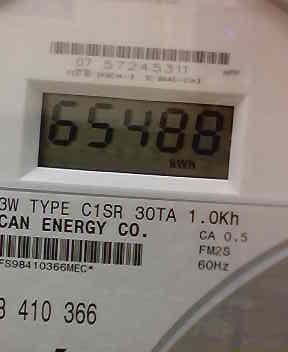 07 57245311
65488
KWH
3W TYPE C1SR 30TA 1.0Kh
CAN ENERGY CO.
CA 0.5
FM2S
60Hz
FS98410366MEC*
8 410 366